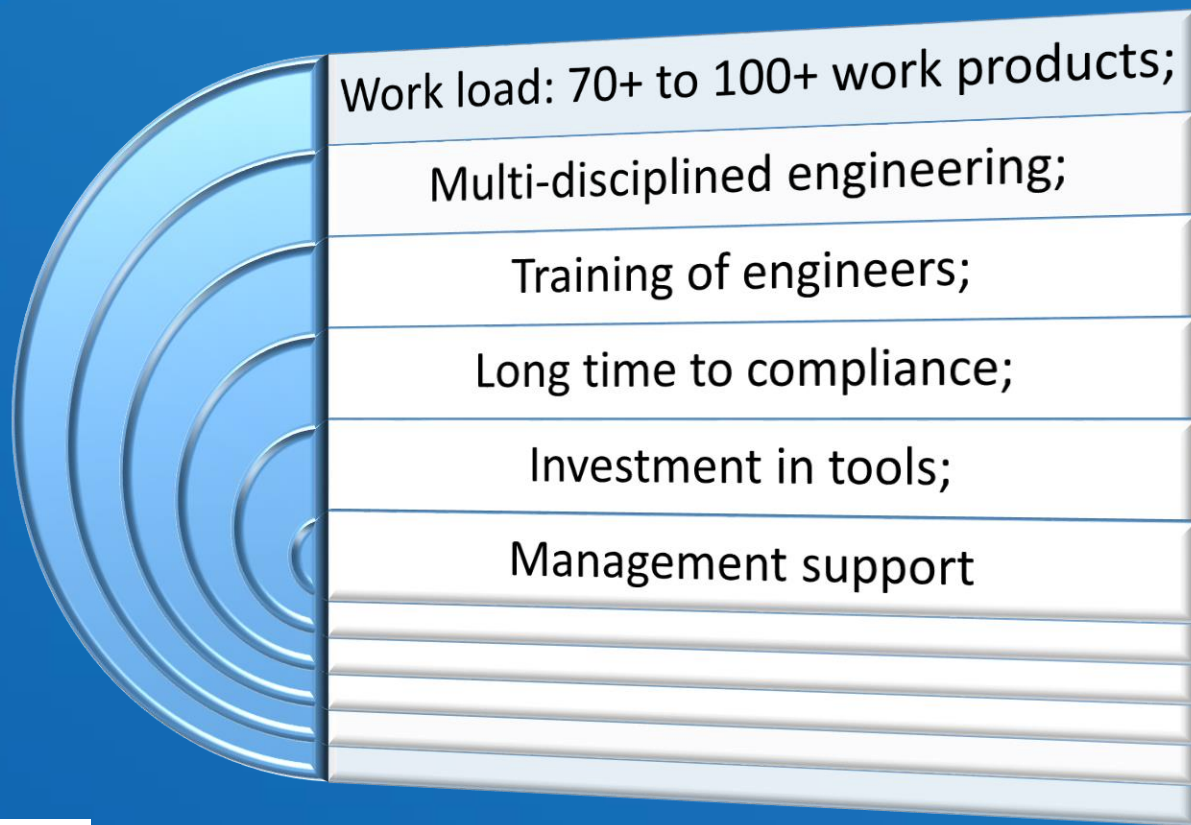 Work load: 70+ to 100+ work products;
Multi-disciplined engineering;
Training of engineers;
Long time to compliance;
Investment in tools;
Management support